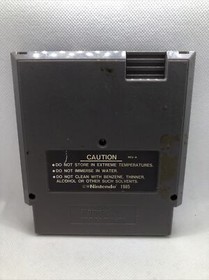 CAUTION
•DO NOT STORE IN EXTREME TEMPERATURES.
•DO NOT IMMERSE IN WATER.
•DO NOT CLEAN WITH BENZENE, THINNER,
ALCOHOL OR OTHER SUCH SOLVENTS.
©Nintendo 1985